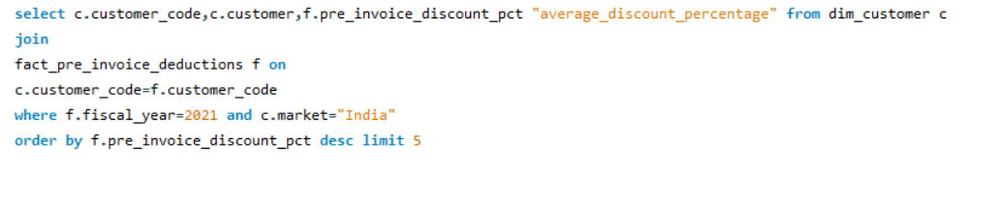 select c.customer_code,c.customer,f.pre_invoice_discount_pct "average_discount_percentage" from dim_customer c
join
fact_pre_invoice_deductions f on
c.customer_code=f.customer_code
where f.fiscal_year=2021 and c.market="India"
order by f.pre_invoice_discount_pct desc limit 5